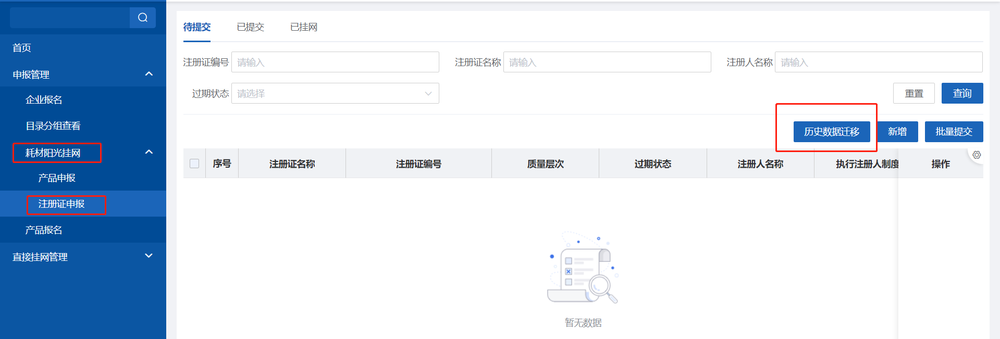 首页
申报管理
企业报名
目录分组查看
耗材阳光挂网
产品申报
注册证申报
产品报名
直接挂网管理
待提交 已提交 已挂网
注册证编号 请输入 注册证名称 请输入 注册人名称 请输入
过期状态 请选择 重置 查询
历史数据迁移 新增 批量提交
序号 注册证名称 注册证编号 质量层次 过期状态 注册人名称 执行注册人制度 操作
暂无数据